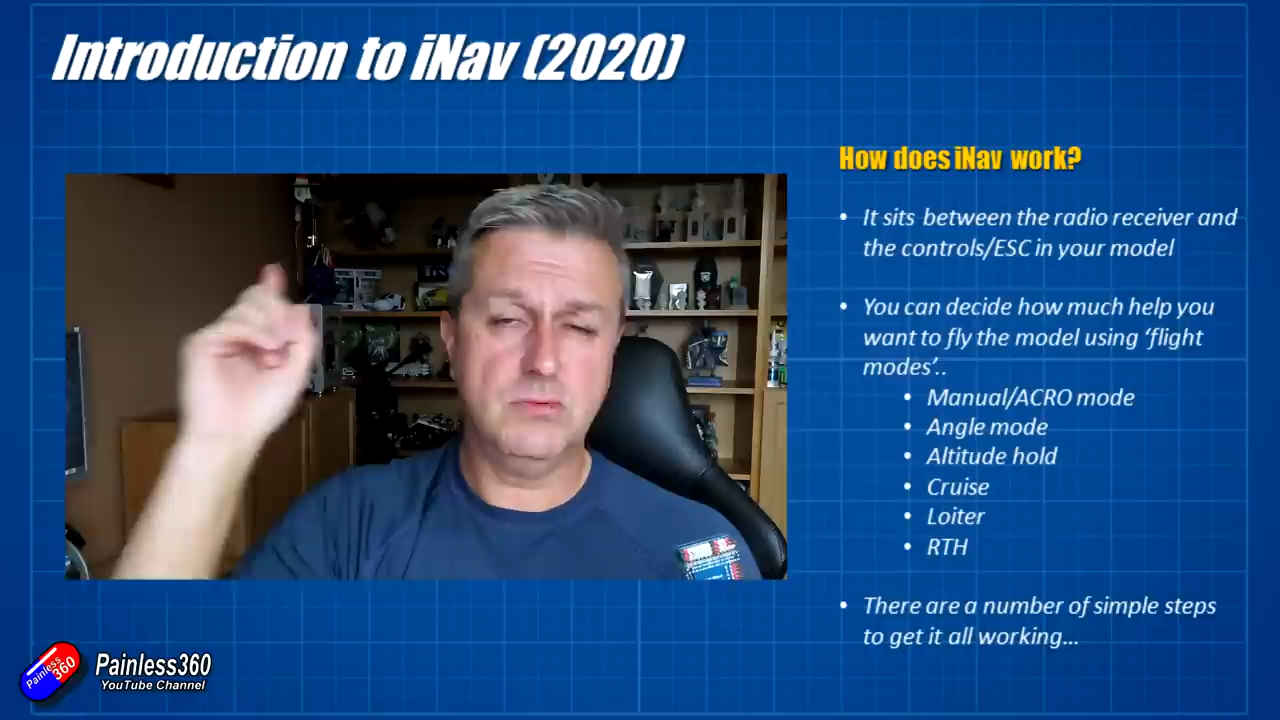 Introduction to iNav (2020)
How does iNav work?
• It sits between the radio receiver and
the controls/ESC in your model
• You can decide how much help you
want to fly the model using ‘flight
modes’..
• Manual/ACRO mode
• Angle mode
• Altitude hold
• Cruise
• Loiter
• RTH
• There are a number of simple steps
to get it all working...
Painless
360
Painless360
YouTube Channel